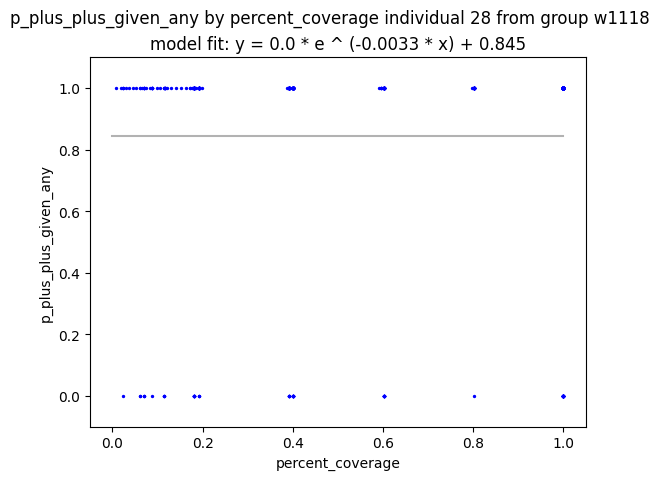 p_plus_plus_given_any by percent_coverage individual 28 from group w1118
model fit: y = 0.0 * e ^ (-0.0033 * x) + 0.845
1.0
0.8
0.6
0.4
0.2
0.0
p_plus_plus_given_any
0.0 0.2 0.4 0.6 0.8 1.0
percent_coverage